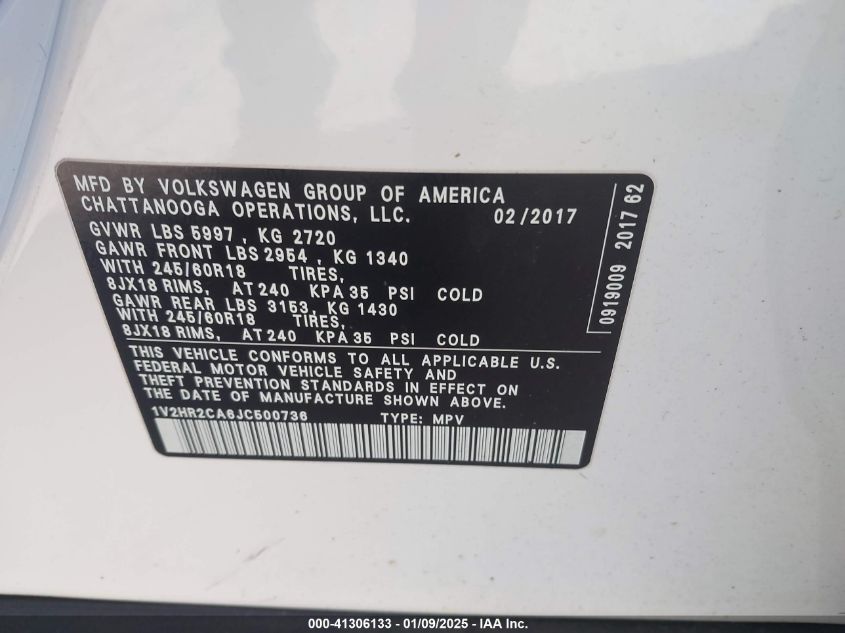 MFD BY VOLKSWAGEN GROUP OF AMERICA
CHATTANOOGA OPERATIONS, LLC. 02/2017
GVWR LBS 5997 , KG 2720
GAWR FRONT LBS 2954 , KG 1340
WITH 245/60R18 TIRES,
8JX18 RIMS, AT 240 KPA 35 PSI COLD
GAWR REAR LBS 3153, KG 1430
WITH 245/60R18 TIRES,
8JX18 RIMS, AT 240 KPA 35 PSI COLD
THIS VEHICLE CONFORMS TO ALL APPLICABLE U.S.
FEDERAL MOTOR VEHICLE SAFETY AND
THEFT PREVENTION STANDARDS IN EFFECT ON
THE DATE OF MANUFACTURE SHOWN ABOVE.
1V2HR2CA6JC500736 TYPE: MPV
0919009 2017 62
000-41306133 - 01/09/2025 - IAA Inc.